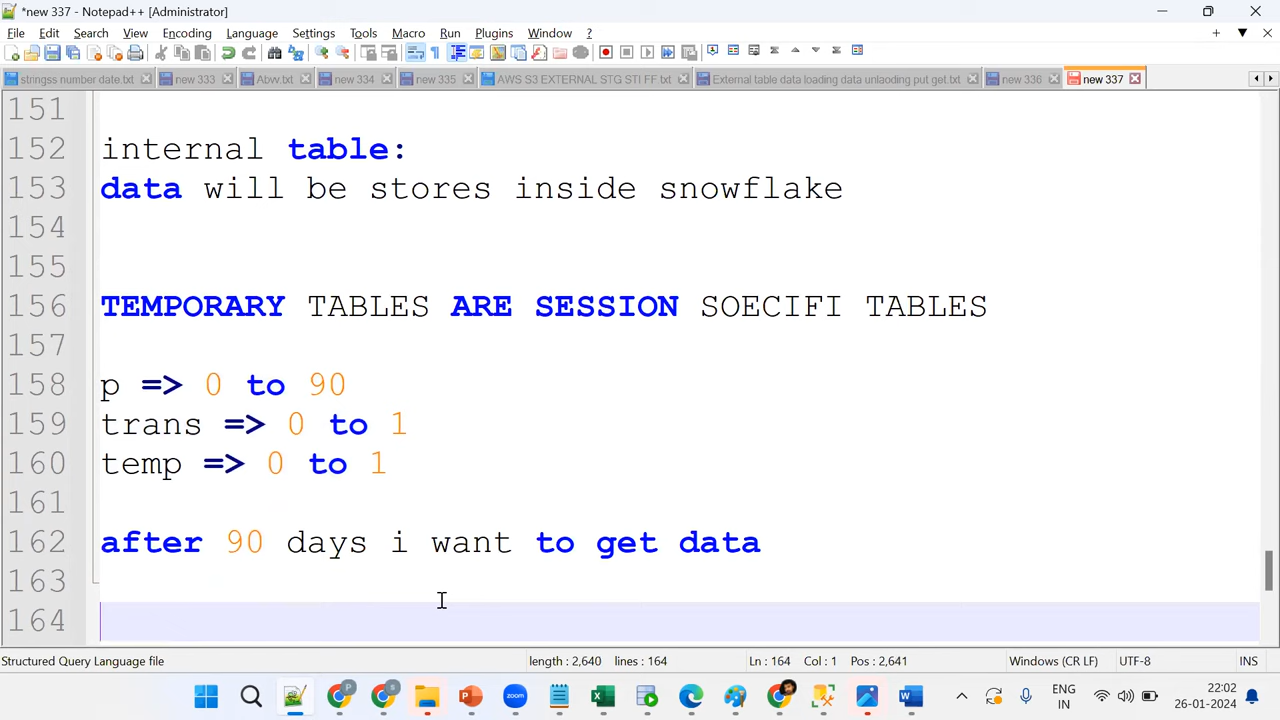 *new 337 - Notepad++ [Administrator]
File Edit Search View Encoding Language Settings Tools Macro Run Plugins Window ?
stringss number date.txt new 333 Abvv.txt new 334 new 335 AWS S3 EXTERNAL STG STI FF txt External table data loading data unlaoding put get.txt new 336 new 337
151
152 internal table:
153 data will be stores inside snowflake
154
155
156 TEMPORARY TABLES ARE SESSION SOECIFI TABLES
157
158 p => 0 to 90
159 trans => 0 to 1
160 temp => 0 to 1
161
162 after 90 days i want to get data
163
164
Structured Query Language file length : 2,640 lines : 164 Ln : 164 Col : 1 Pos : 2,641 Windows (CR LF) UTF-8 INS
ENG IN 22:02 26-01-2024